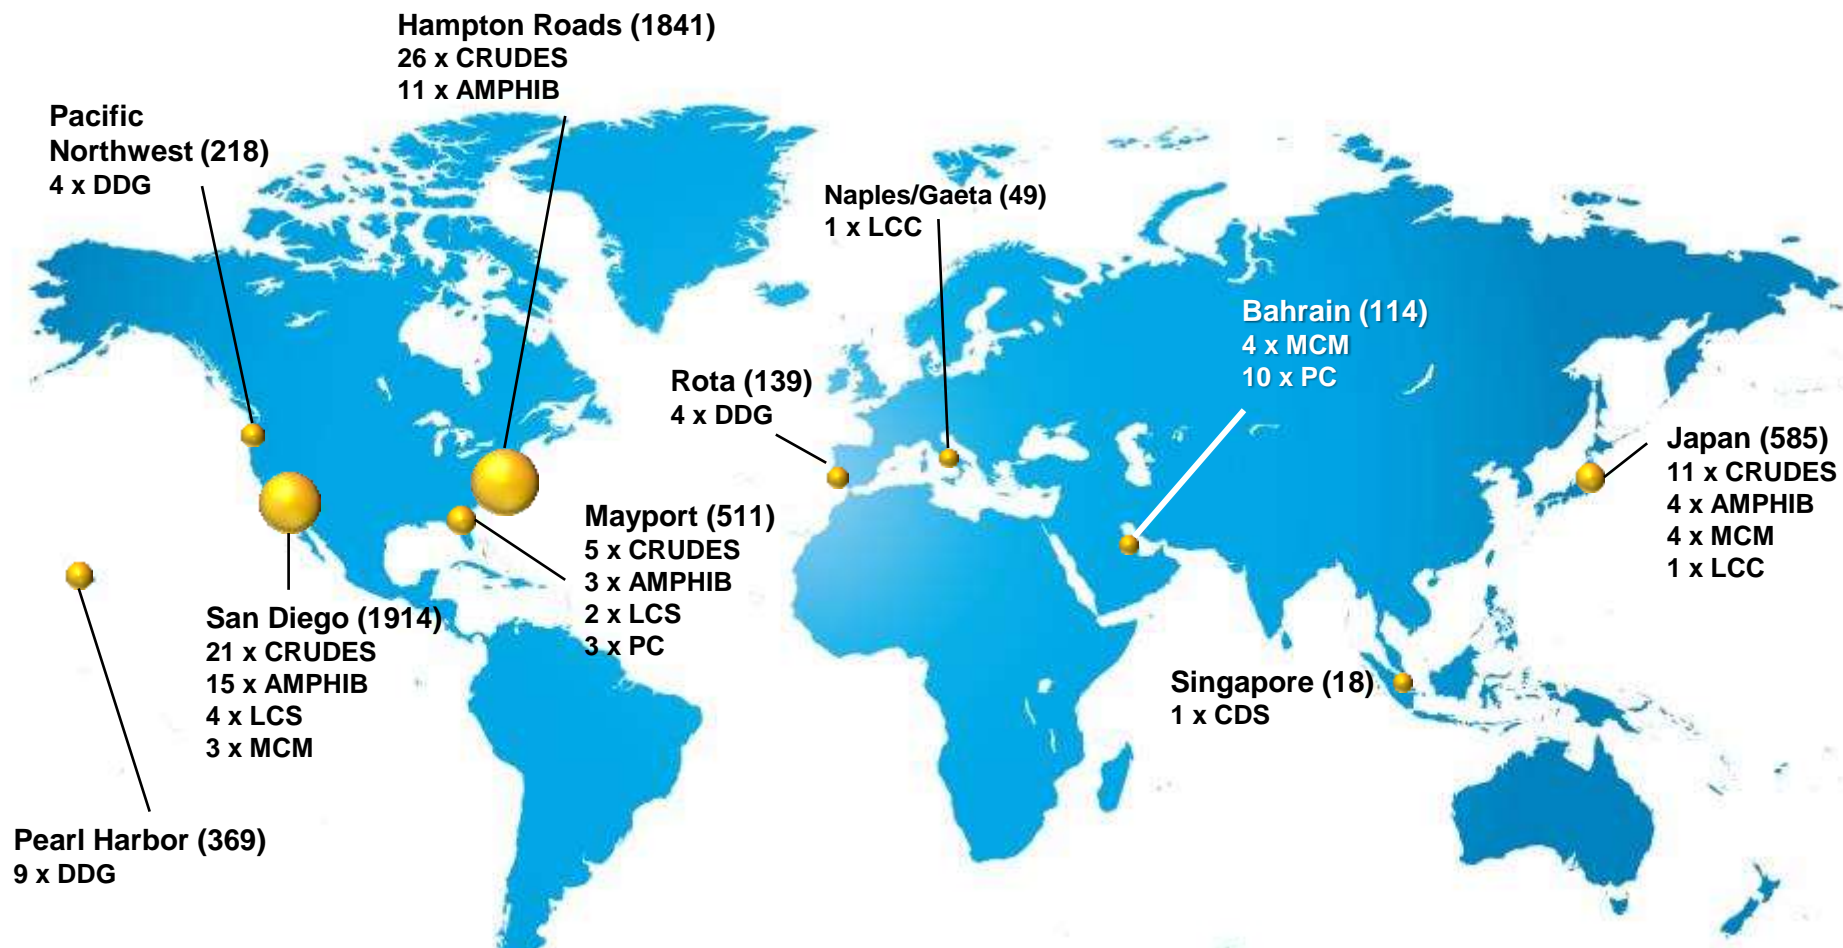 Hampton Roads (1841)
26 x CRUDES
11 x AMPHIB
Pacific
Northwest (218)
4 x DDG
Naples/Gaeta (49)
1 x LCC
Bahrain (114)
4 x MCM
10 x PC
Rota (139)
4 x DDG
Japan (585)
11 x CRUDES
4 x AMPHIB
4 x MCM
1 x LCC
Mayport (511)
5 x CRUDES
3 x AMPHIB
2 x LCS
3 x PC
San Diego (1914)
21 x CRUDES
15 x AMPHIB
4 x LCS
3 x MCM
Singapore (18)
1 x CDS
Pearl Harbor (369)
9 x DDG